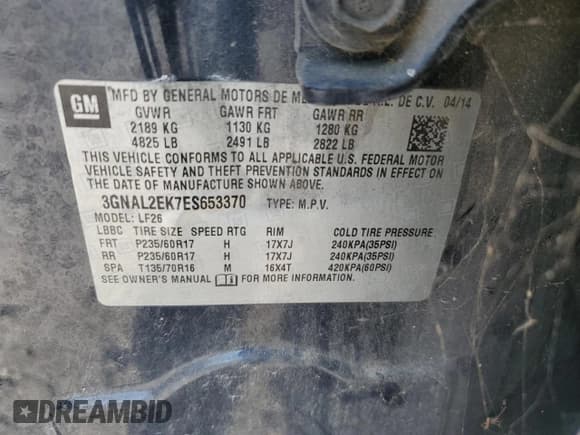 GM
MFD BY GENERAL MOTORS DE DE C.V. 04/14
GVWR GAWR FRT GAWR RR
2189 KG 1130 KG 1280 KG
4825 LB 2491 LB 2822 LB
THIS VEHICLE CONFORMS TO ALL APPLICABLE U.S. FEDERAL MOTOR
VEHICLE SAFETY AND THEFT PREVENTION STANDARDS IN EFFECT ON
THE DATE OF MANUFACTURE SHOWN ABOVE.
3GNAL2EK7ES653370 TYPE: M.P.V.
MODEL: LF26
LBBC TIRE SIZE SPEED RTG RIM COLD TIRE PRESSURE
FRT P235/60R17 H 17X7J 240KPA(35PSI)
RR P235/60R17 H 17X7J 240KPA(35PSI)
SPA T135/70R16 M 16X4T 420KPA(60PSI)
SEE OWNER'S MANUAL FOR MORE INFORMATION.
DREAMBID